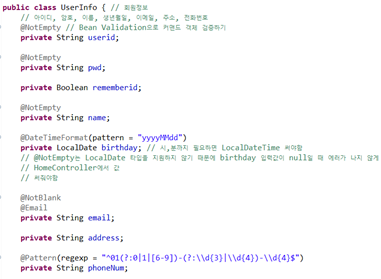 public class UserInfo { // 회원정보
// 아이디, 암호, 이름, 생년월일, 이메일, 주소, 전화번호
@NotEmpty // Bean Validation으로 커맨드 객체 검증하기
private String userid;
@NotEmpty
private String pwd;
private Boolean rememberid;
@NotEmpty
private String name;
@DateTimeFormat(pattern = "yyyyMMdd")
private LocalDate birthday; // 시,분까지 필요하면 LocalDateTime 써야함
// @NotEmpty는 LocalDate 타입을 지원하지 않기 때문에 birthday 입력값이 null일 때 에러가 나지 않게
// HomeController에서 값
// 써줘야함
@NotBlank
@Email
private String email;
private String address;
@Pattern(regexp = "^01(?:0|1|[6-9])-(?:\\d{3}|\\d{4})-\\d{4}$")
private String phoneNum;